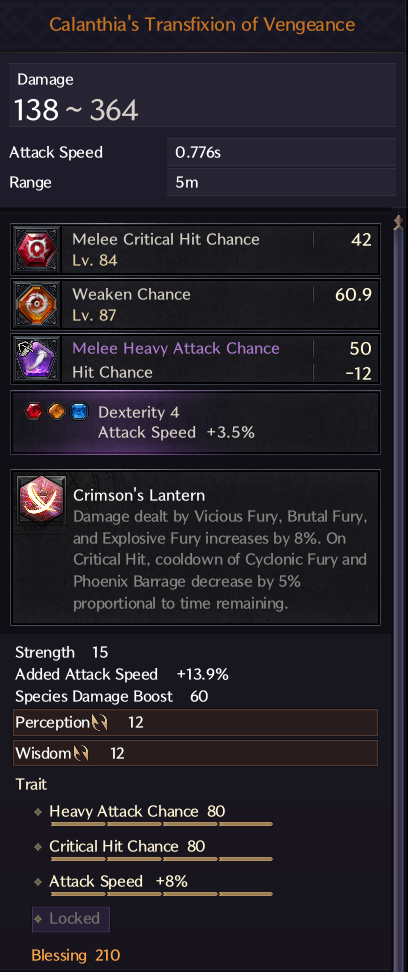 Calanthia's Transfixion of Vengeance
Damage
138 ~ 364
Attack Speed 0.776s
Range 5m
Melee Critical Hit Chance 42
Lv. 84
Weaken Chance 60.9
Lv. 87
Melee Heavy Attack Chance 50
Hit Chance -12
Dexterity 4
Attack Speed +3.5%
Crimson's Lantern
Damage dealt by Vicious Fury, Brutal Fury,
and Explosive Fury increases by 8%. On
Critical Hit, cooldown of Cyclonic Fury and
Phoenix Barrage decrease by 5%
proportional to time remaining.
Strength 15
Added Attack Speed +13.9%
Species Damage Boost 60
Perception 12
Wisdom 12
Trait
Heavy Attack Chance 80
Critical Hit Chance 80
Attack Speed +8%
Locked
Blessing 210